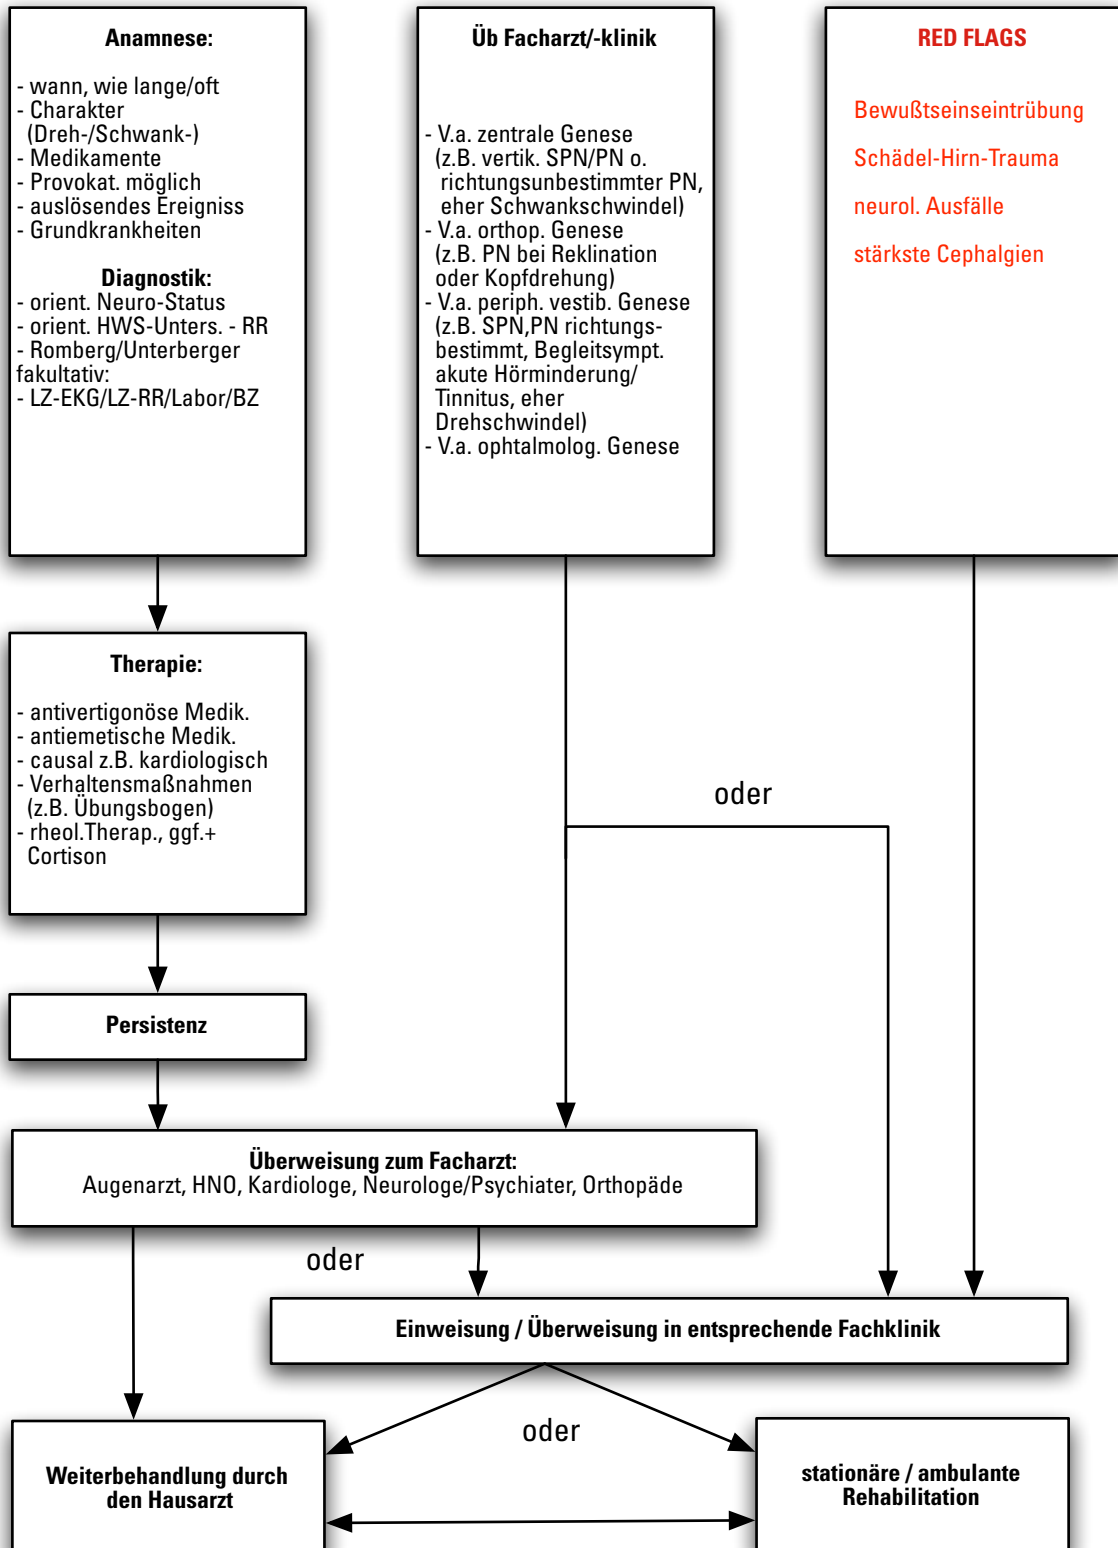 Anamnese:
- wann, wie lange/oft
- Charakter
(Dreh-/Schwank-)
- Medikamente
- Provokat. möglich
- auslösendes Ereigniss
- Grundkrankheiten
Diagnostik:
- orient. Neuro-Status
- orient. HWS-Unters. - RR
- Romberg/Unterberger
fakultativ:
- LZ-EKG/LZ-RR/Labor/BZ
Üb Facharzt/-klinik
- V.a. zentrale Genese
(z.B. vertik. SPN/PN o.
richtungsunbestimmter PN,
eher Schwankschwindel)
- V.a. orthop. Genese
(z.B. PN bei Reklination
oder Kopfdrehung)
- V.a. periph. vestib. Genese
(z.B. SPN,PN richtungs-
bestimmt, Begleitsympt.
akute Hörminderung/
Tinnitus, eher
Drehschwindel)
- V.a. ophtalmolog. Genese
RED FLAGS
Bewußtseinseintrübung
Schädel-Hirn-Trauma
neurol. Ausfälle
stärkste Cephalgien
Therapie:
- antivertigonöse Medik.
- antiemetische Medik.
- causal z.B. kardiologisch
- Verhaltensmaßnahmen
(z.B. Übungsbogen)
- rheol.Therap., ggf.+
Cortison
oder
Persistenz
Überweisung zum Facharzt:
Augenarzt, HNO, Kardiologe, Neurologe/Psychiater, Orthopäde
oder
Einweisung / Überweisung in entsprechende Fachklinik
oder
Weiterbehandlung durch
den Hausarzt
stationäre / ambulante
Rehabilitation